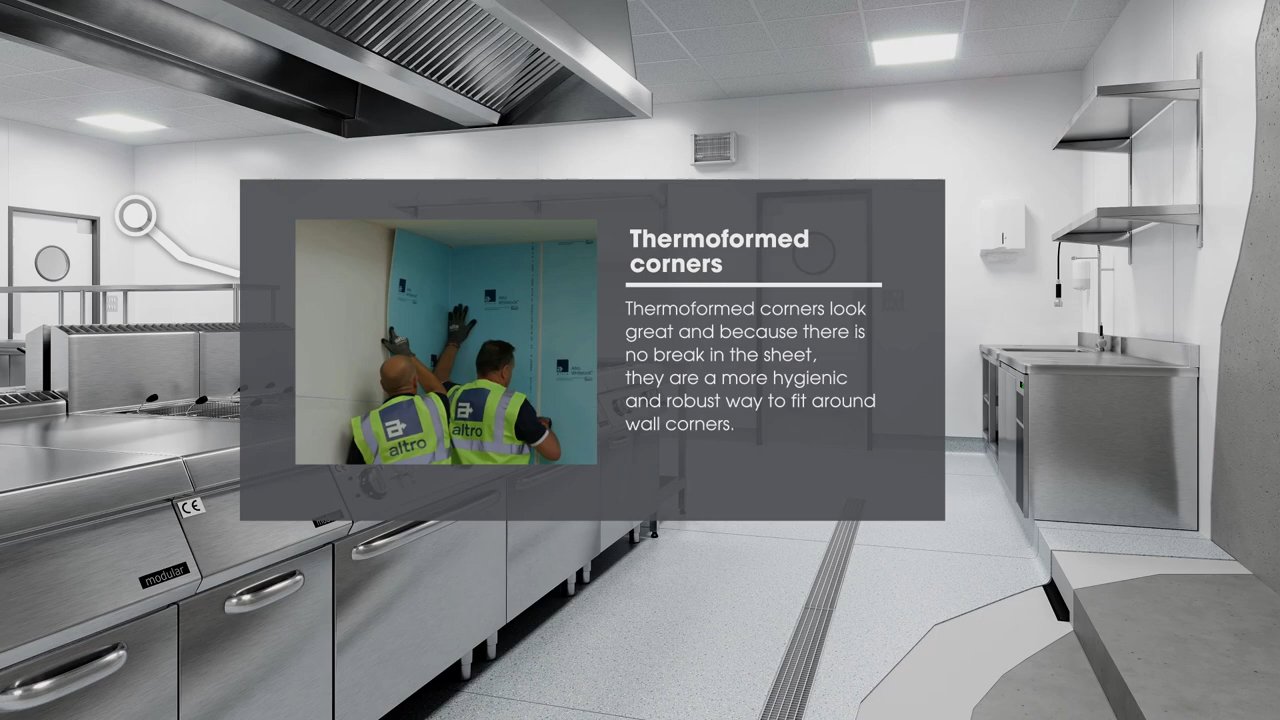 Thermoformed
corners
Thermoformed corners look
great and because there is
no break in the sheet,
they are a more hygienic
and robust way to fit around
wall corners.
altro
altro
CE
modular